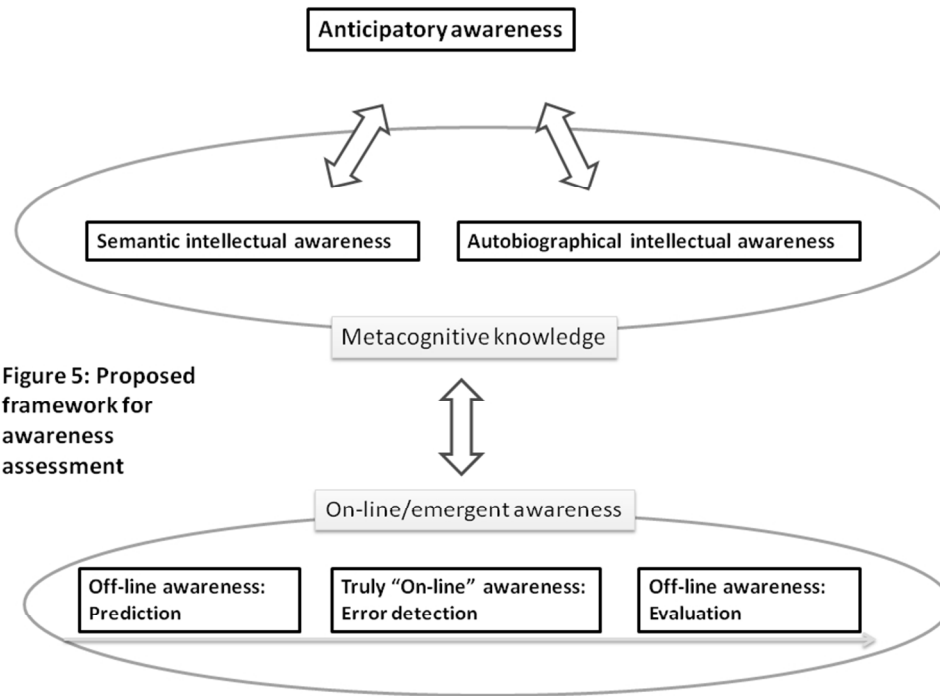 Anticipatory awareness
Semantic intellectual awareness
Autobiographical intellectual awareness
Metacognitive knowledge
Figure 5: Proposed
framework for
awareness
assessment
On-line/emergent awareness
Off-line awareness:
Prediction
Truly “On-line” awareness:
Error detection
Off-line awareness:
Evaluation